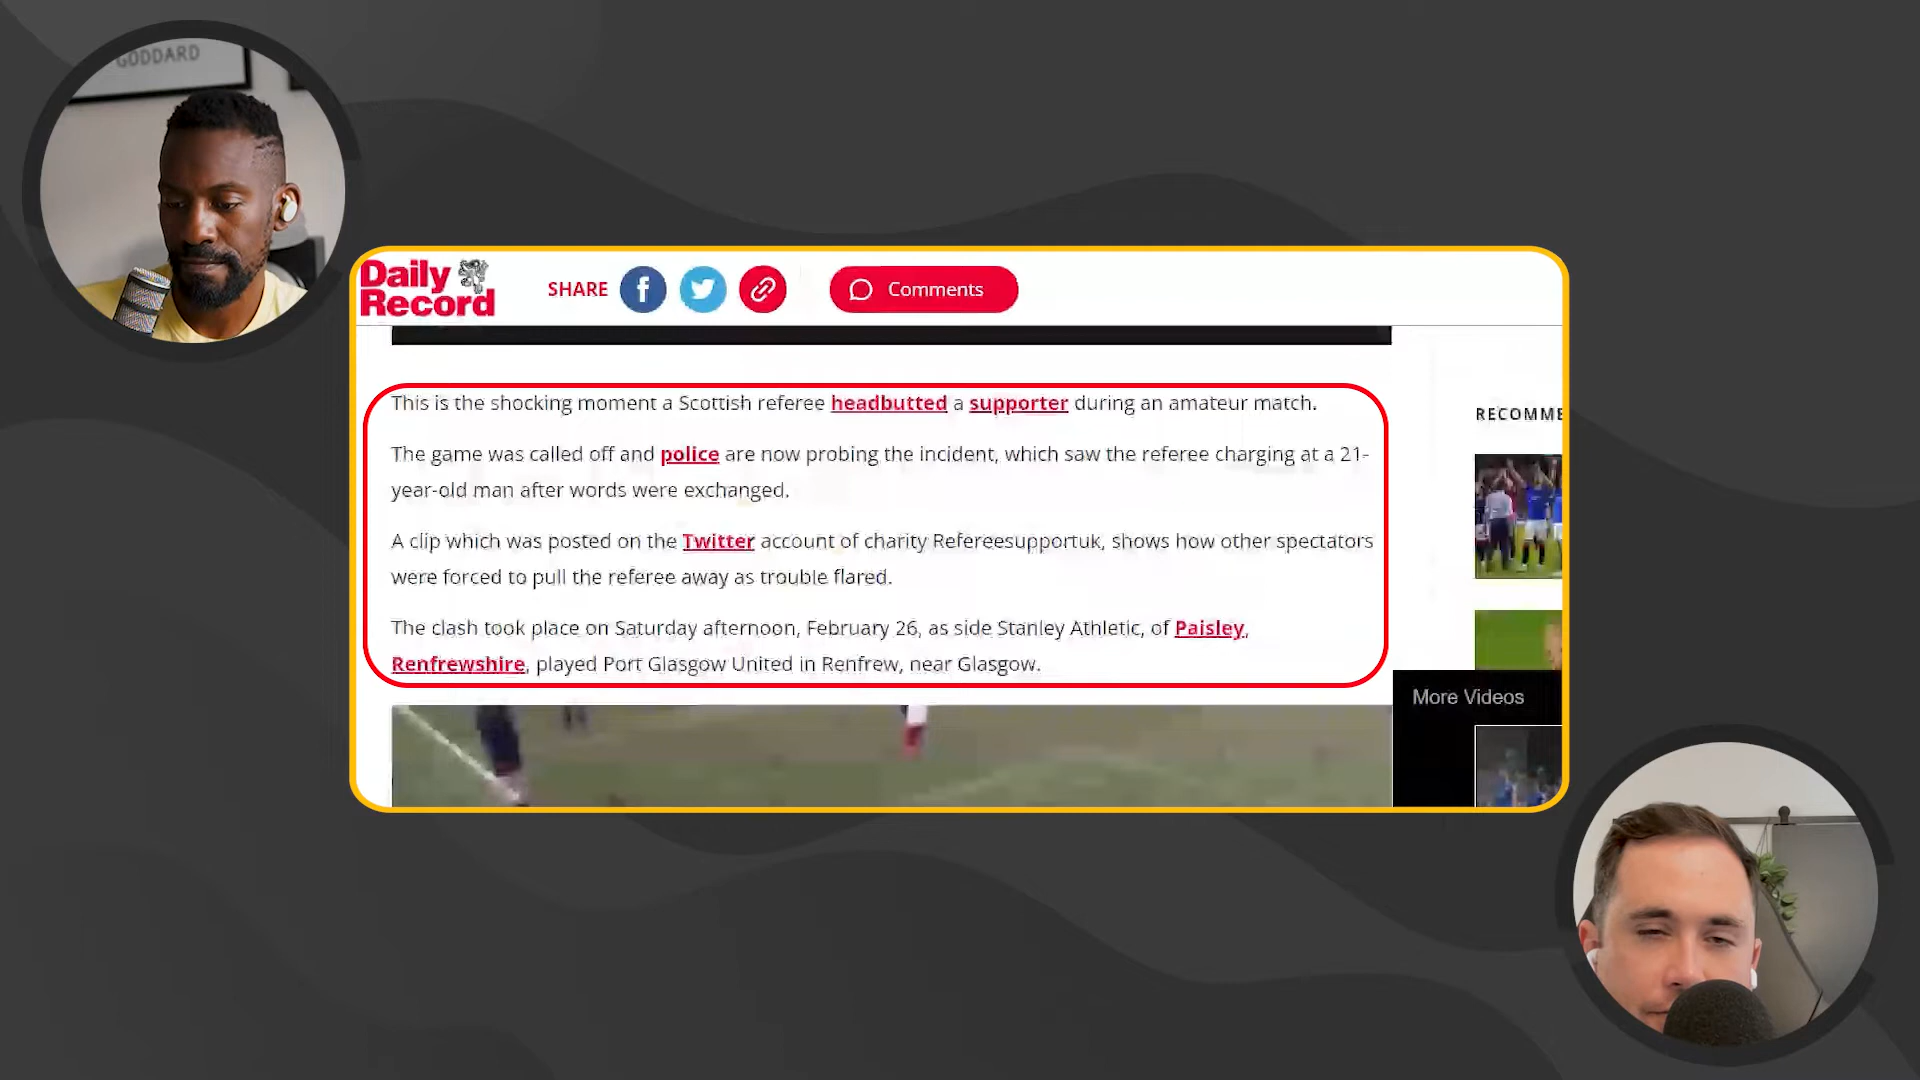 GODDARD
Daily
Record
SHARE
Comments
This is the shocking moment a Scottish referee headbutted a supporter during an amateur match.
The game was called off and police are now probing the incident, which saw the referee charging at a 21-
year-old man after words were exchanged.
A clip which was posted on the Twitter account of charity Refereesupportuk, shows how other spectators
were forced to pull the referee away as trouble flared.
The clash took place on Saturday afternoon, February 26, as side Stanley Athletic, of Paisley,
Renfrewshire, played Port Glasgow United in Renfrew, near Glasgow.
RECOMME
More Videos